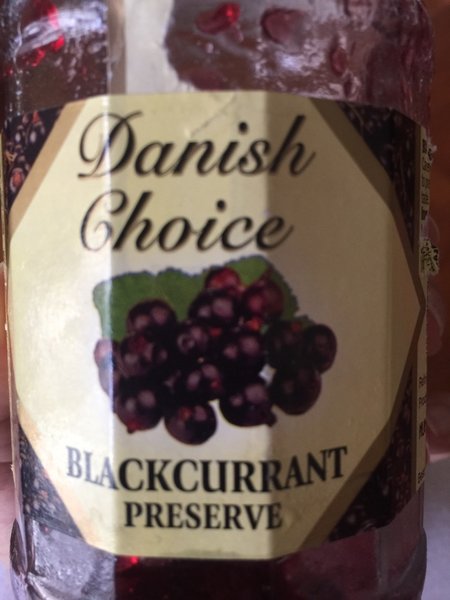 Danish
Choice
BLACKCURRANT
PRESERVE